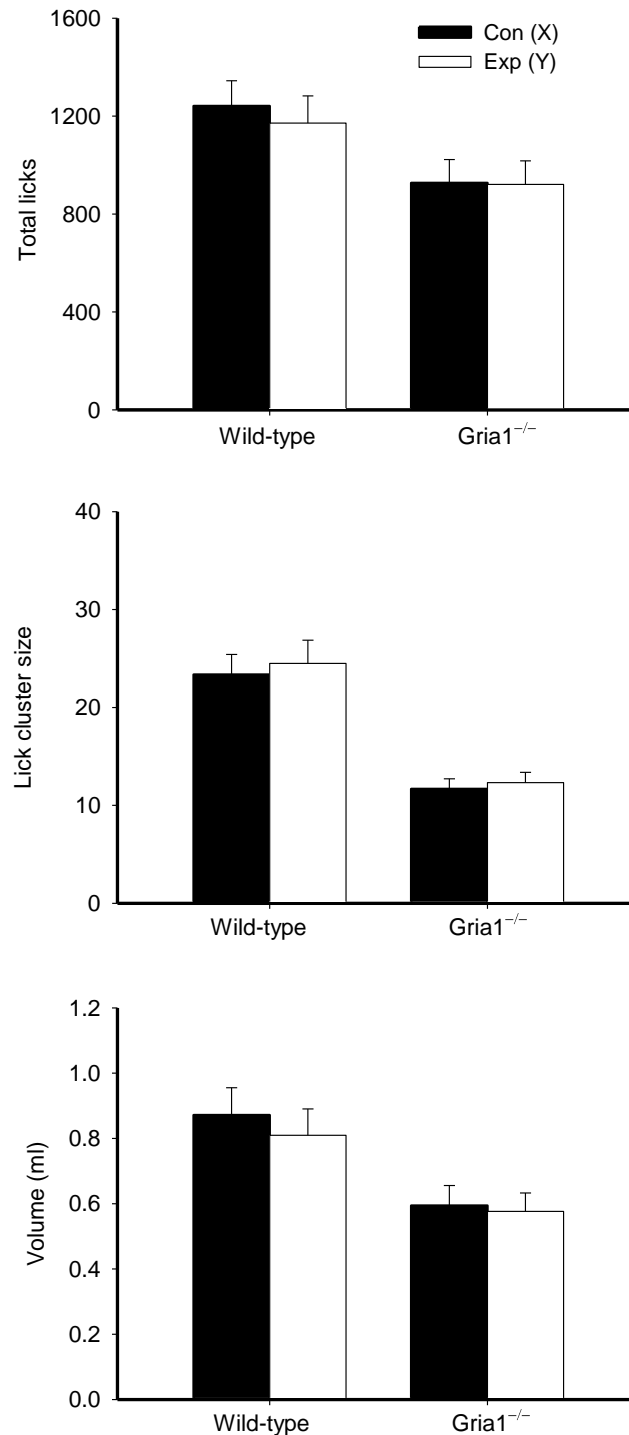 1600
1200
800
400
0
Total licks
Con (X)
Exp (Y)
Wild-type Gria1−/−
40
30
20
10
0
Lick cluster size
Wild-type Gria1−/−
1.2
1.0
0.8
0.6
0.4
0.2
0.0
Volume (ml)
Wild-type Gria1−/−